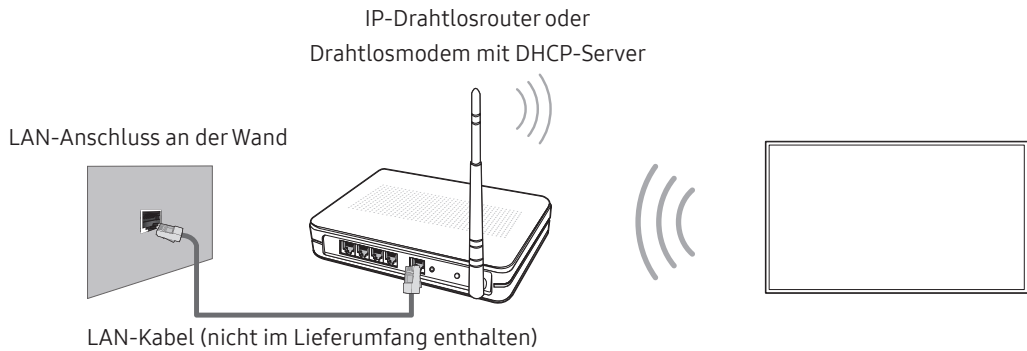 IP-Drahtlosrouter oder
Drahtlosmodem mit DHCP-Server
LAN-Anschluss an der Wand
LAN-Kabel (nicht im Lieferumfang enthalten)